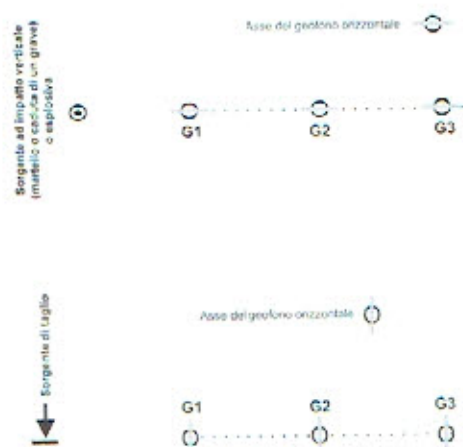 Asse del geofono orizzontale
Sorgente ad impatto verticale
(martello o caduta di un grave)
o esplosiva
G1 G2 G3
Asse del geofono orizzontale
Sorgente di taglio
G1 G2 G3